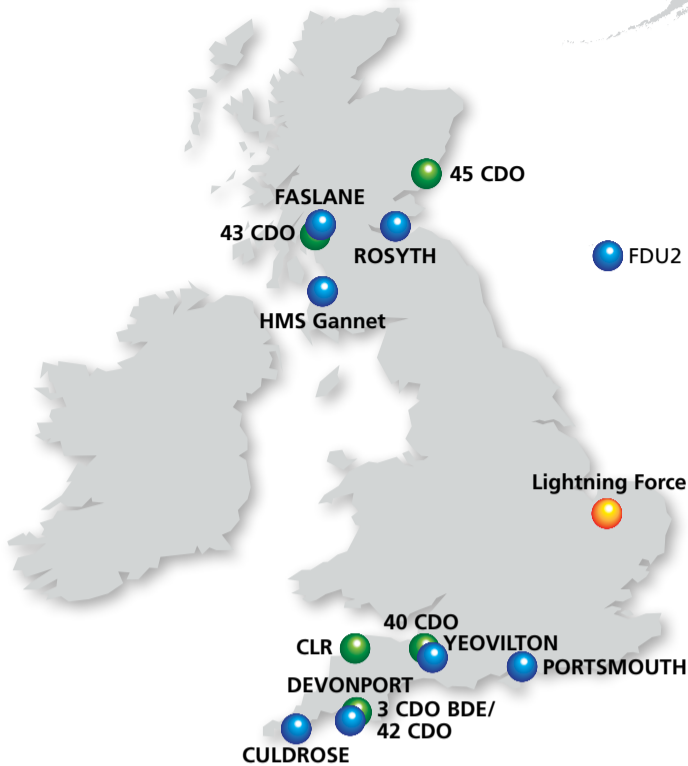 45 CDO
FASLANE
43 CDO
ROSYTH
FDU2
HMS Gannet
Lightning Force
40 CDO
CLR
YEOVILTON
PORTSMOUTH
DEVONPORT
3 CDO BDE/
42 CDO
CULDROSE